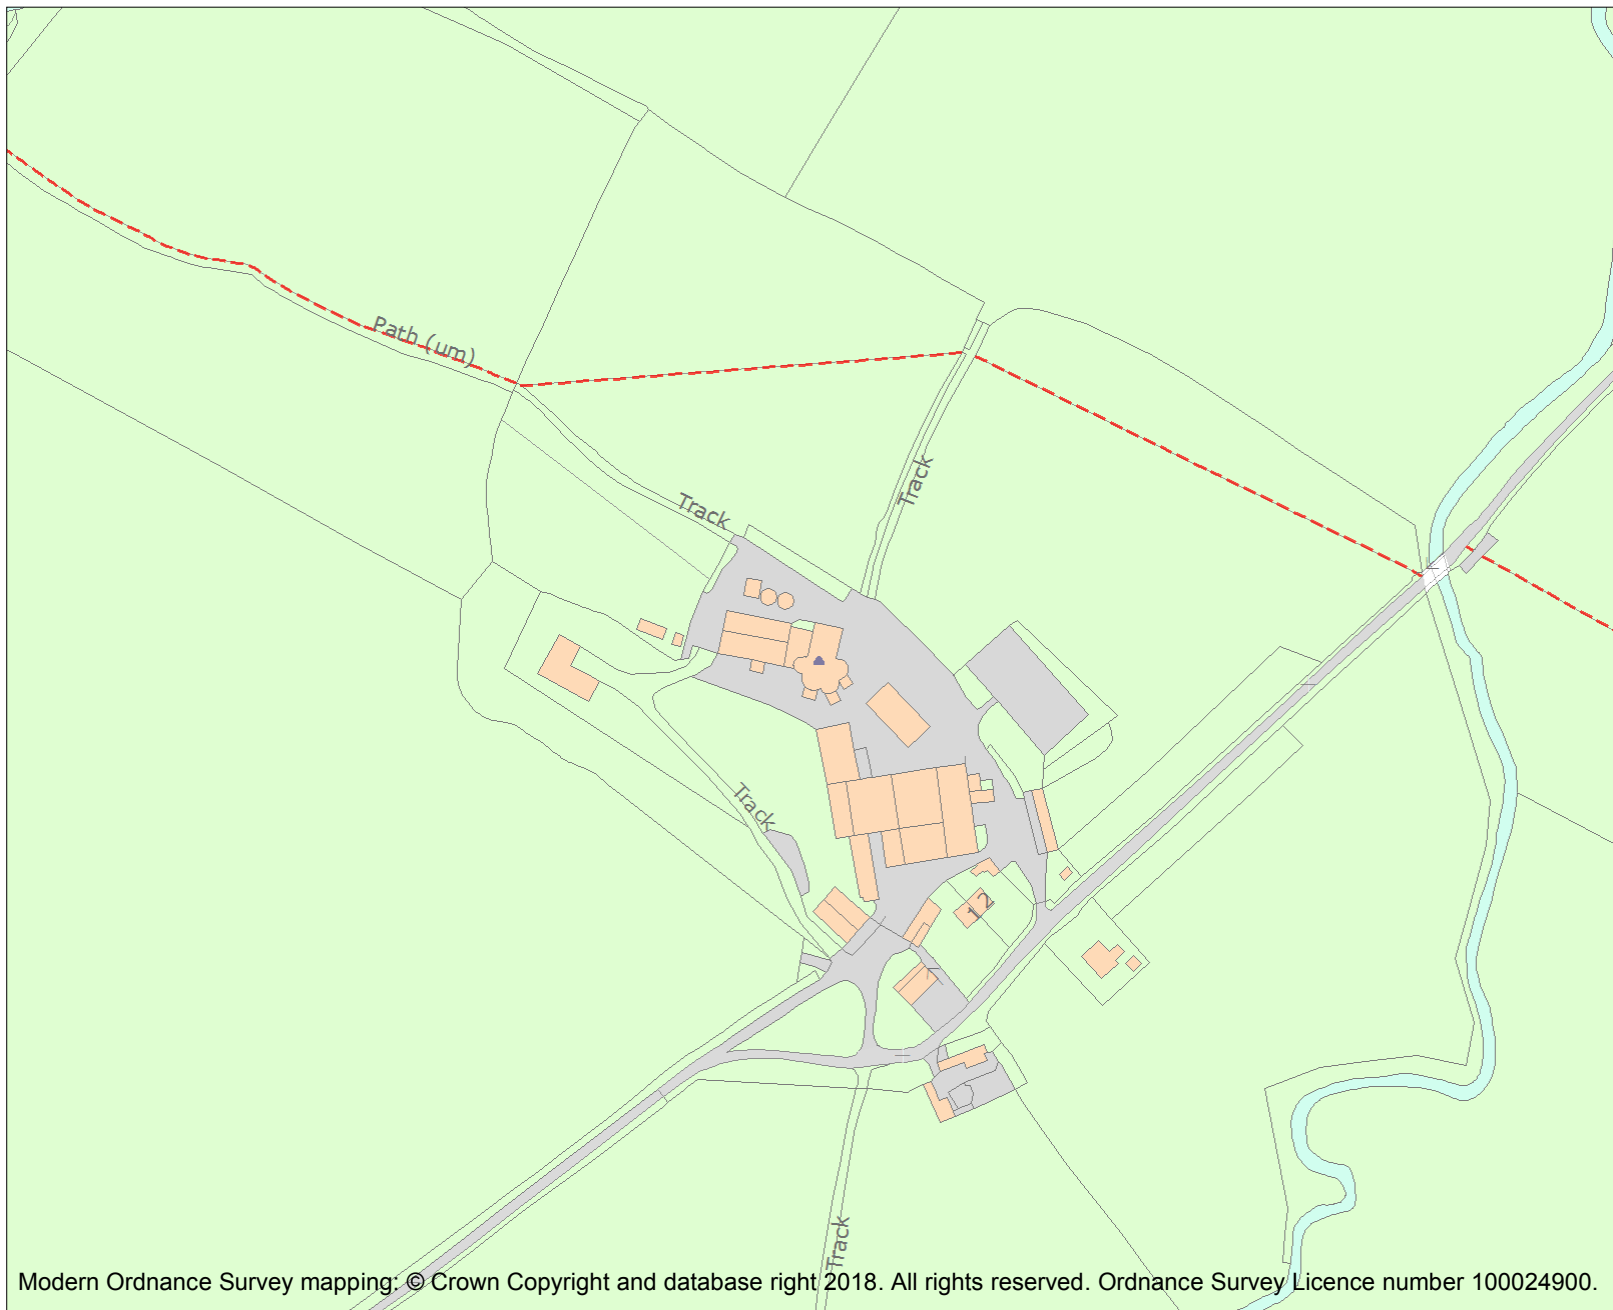 Path (um)
Track
Track
Track
1
2
Track
Modern Ordnance Survey mapping: © Crown Copyright and database right 2018. All rights reserved. Ordnance Survey Licence number 100024900.